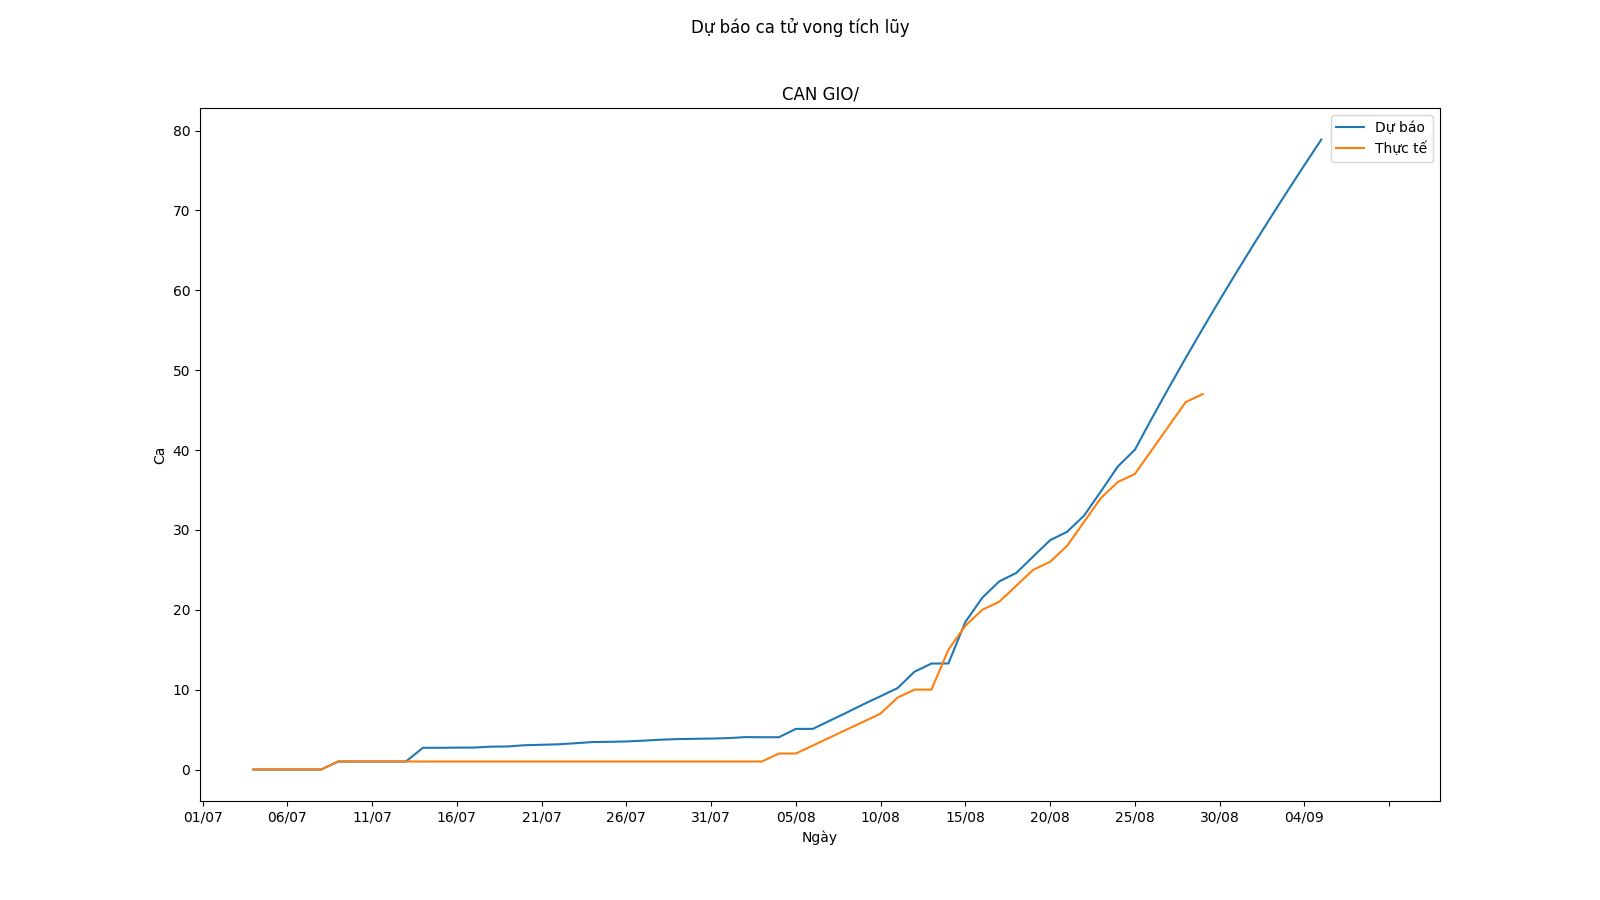 Dự báo ca tử vong tích lũy
CAN GIO/
Dự báo
Thực tế
80
70
60
50
40
30
20
10
0
Ca
01/07 06/07 11/07 16/07 21/07 26/07 31/07 05/08 10/08 15/08 20/08 25/08 30/08 04/09
Ngày